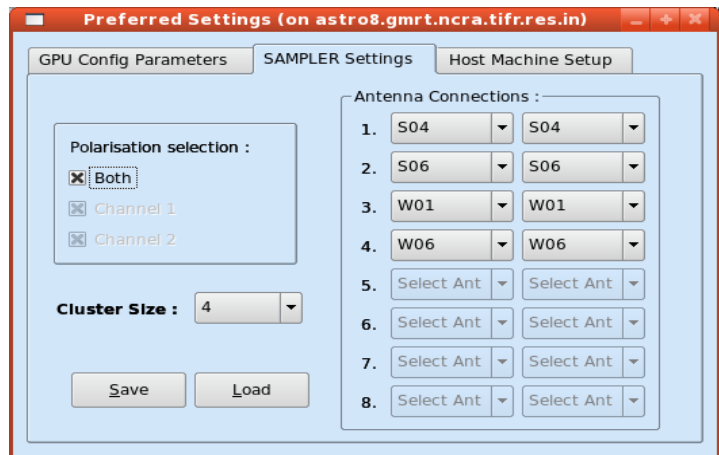 Preferred Settings (on astro8.gmrt.ncra.tifr.res.in)
GPU Config Parameters
SAMPLER Settings
Host Machine Setup
Polarisation selection :
Both
Channel 1
Channel 2
Cluster Size : 4
Save
Load
Antenna Connections :
1. S04 S04
2. S06 S06
3. W01 W01
4. W06 W06
5. Select Ant Select Ant
6. Select Ant Select Ant
7. Select Ant Select Ant
8. Select Ant Select Ant